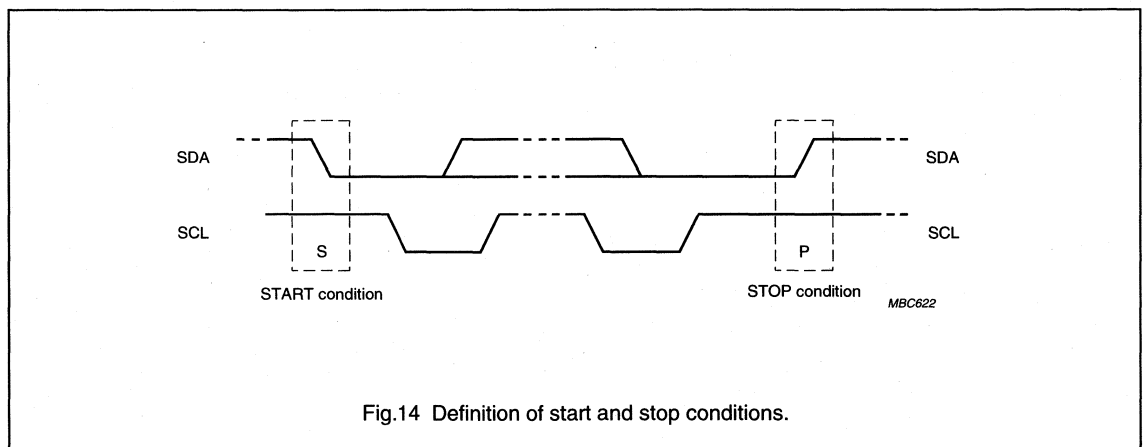 SDA
SDA
SCL
SCL
S
P
START condition
STOP condition
MBC622
Fig.14 Definition of start and stop conditions.